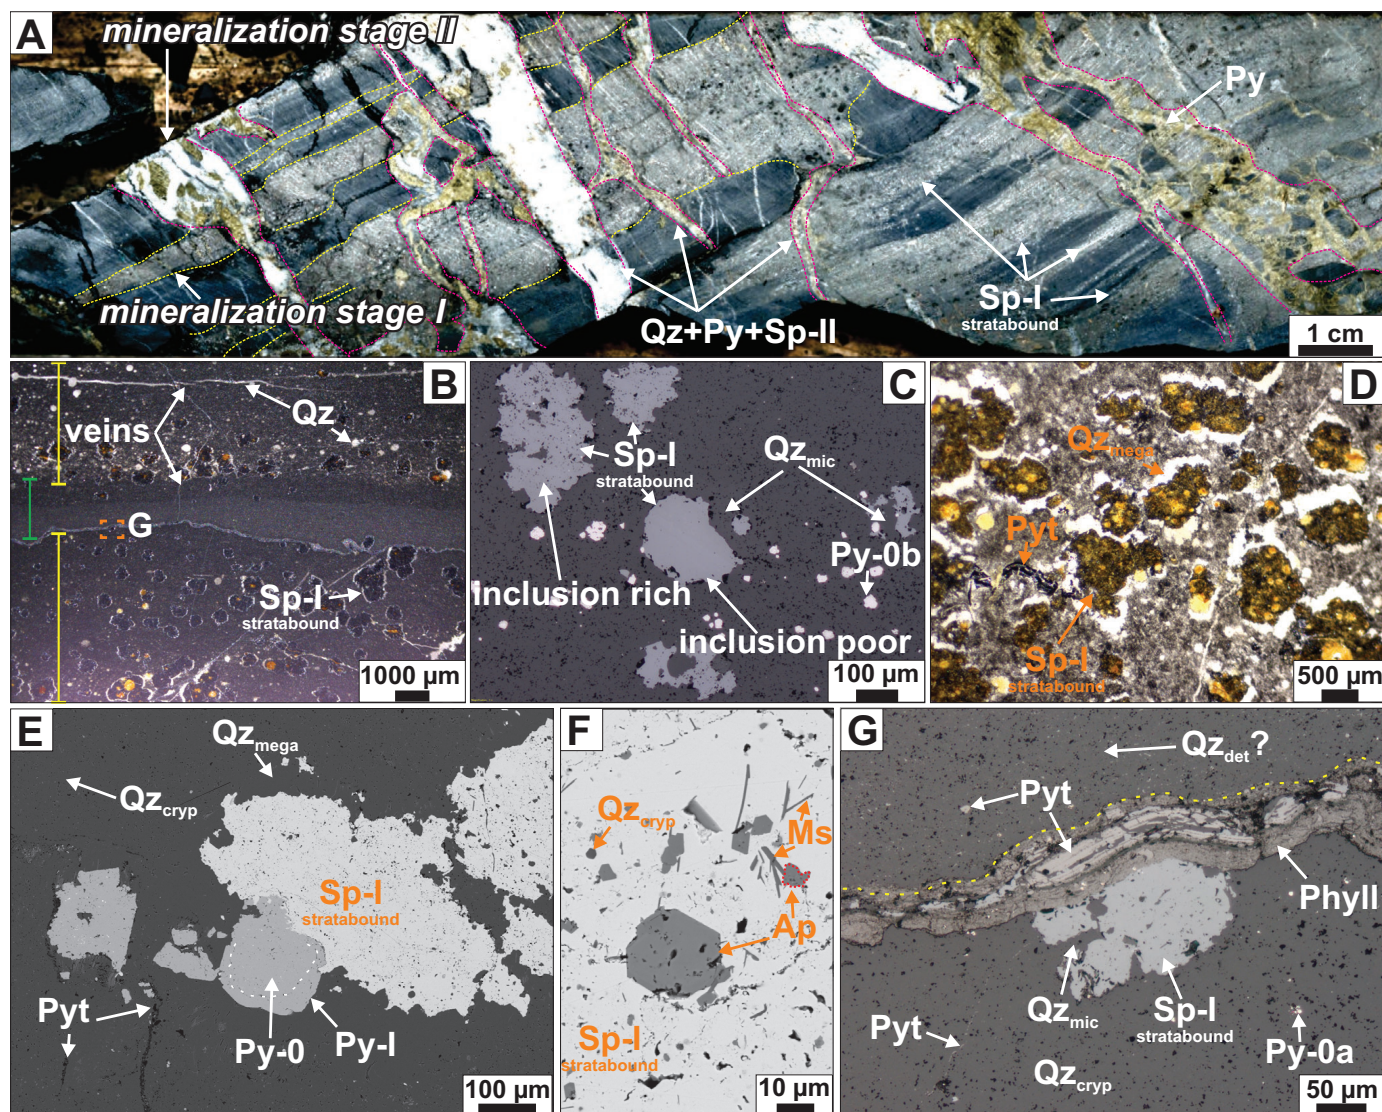 A
mineralization stage II
Py
mineralization stage I
Qz+Py+Sp-II
Sp-I
stratabound
1 cm
B
veins
Qz
G
Sp-I
stratabound
1000 µm
C
Sp-I
stratabound
Qzmic
Py-0b
inclusion rich
inclusion poor
100 µm
D
Qzmega
Pyt
Sp-I
stratabound
500 µm
E
Qzmega
Qzcryp
Sp-I
stratabound
Pyt
Py-0
Py-I
100 µm
F
Qzcryp
Ms
Ap
Sp-I
stratabound
10 µm
G
Qzdet?
Pyt
Phyll
Qzmic
Sp-I
stratabound
Pyt
Py-0a
Qzcryp
50 µm